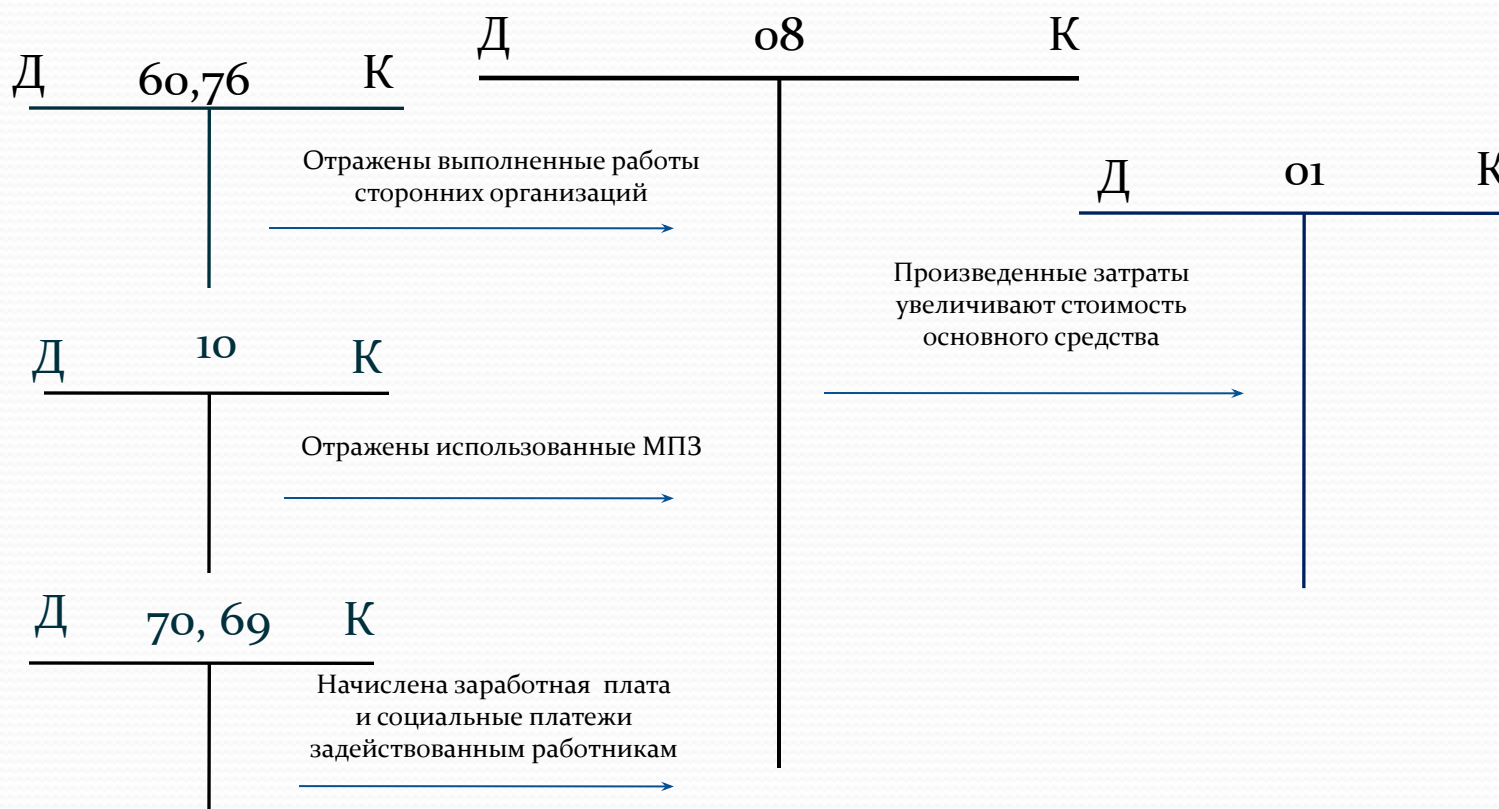 Д 60,76 К
Отражены выполненные работы
сторонних организаций
Д 10 К
Отражены использованные МПЗ
Д 70, 69 К
Начислена заработная плата
и социальные платежи
задействованным работникам
Д 08 К
Произведенные затраты
увеличивают стоимость
основного средства
Д 01 К